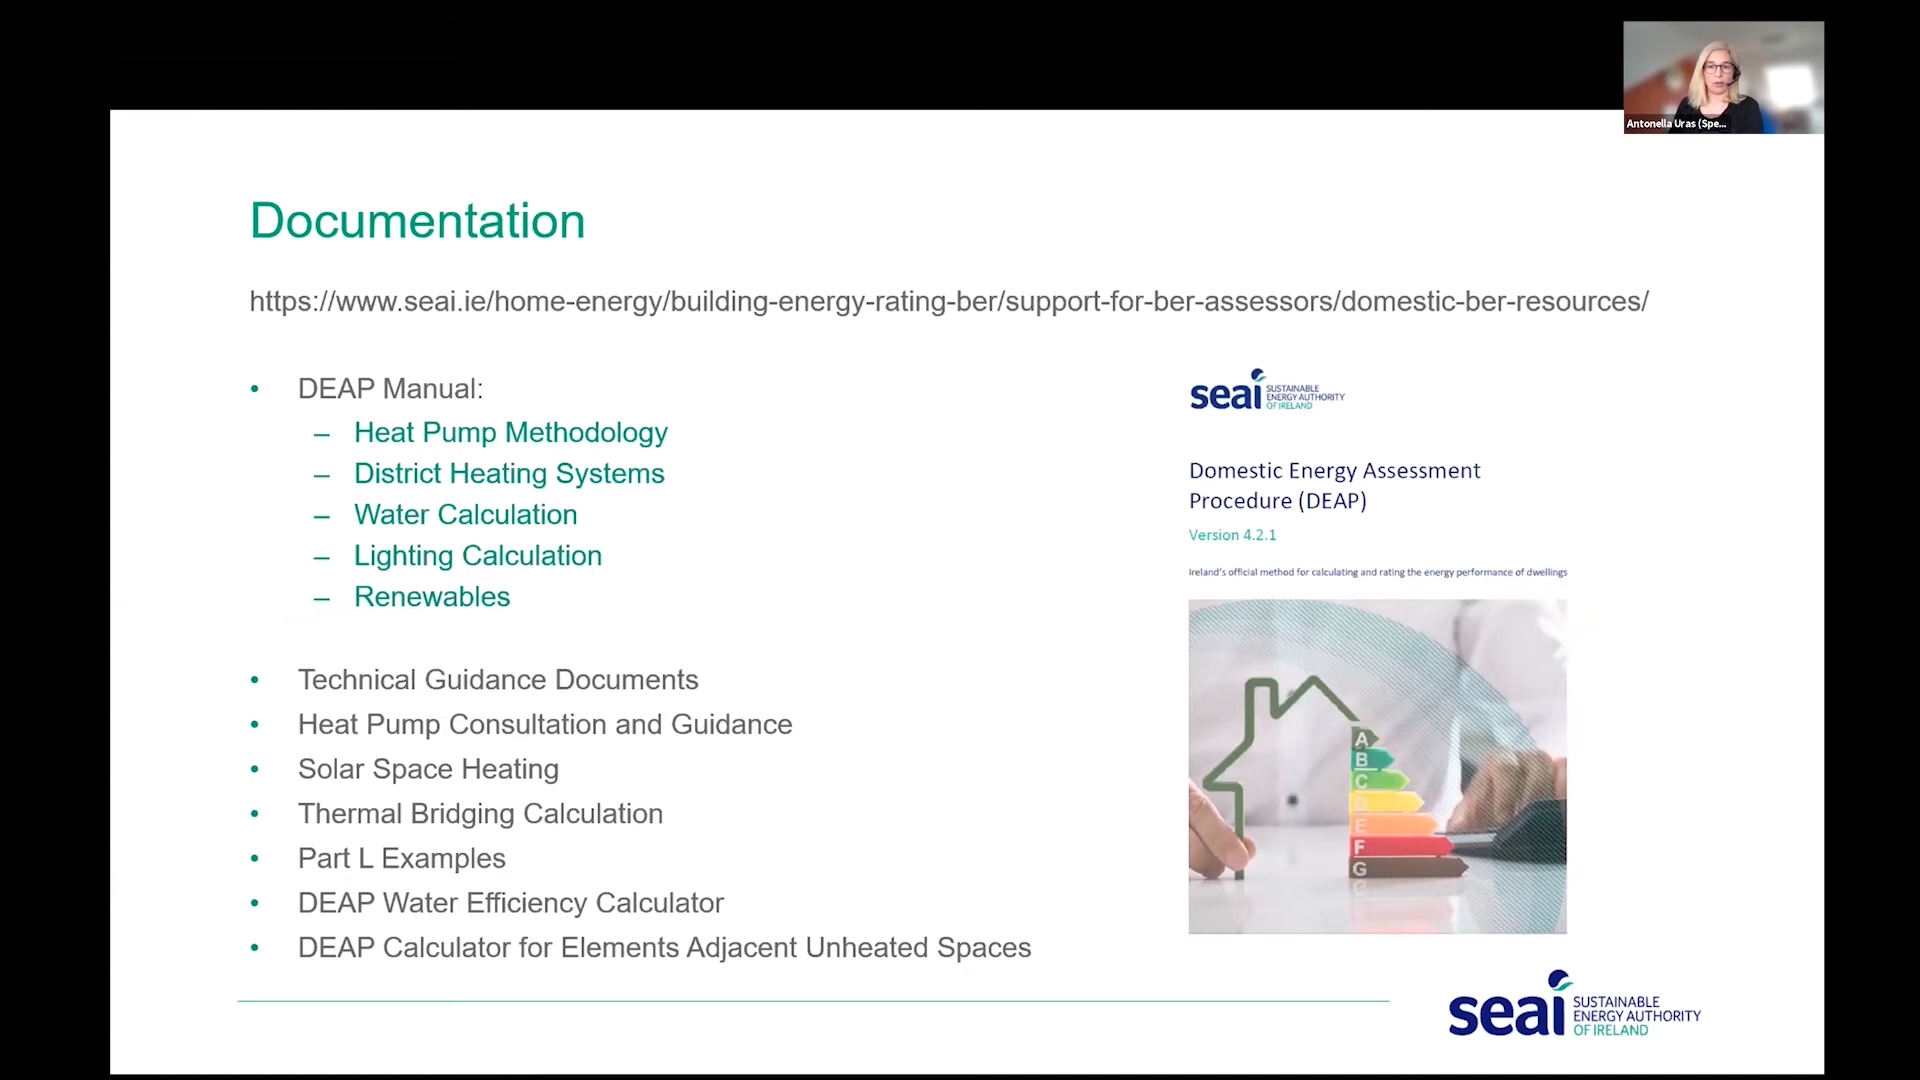 Antonella Uras (Spe...
Documentation
https://www.seai.ie/home-energy/building-energy-rating-ber/support-for-ber-assessors/domestic-ber-resources/
• DEAP Manual:
– Heat Pump Methodology
– District Heating Systems
– Water Calculation
– Lighting Calculation
– Renewables
• Technical Guidance Documents
• Heat Pump Consultation and Guidance
• Solar Space Heating
• Thermal Bridging Calculation
• Part L Examples
• DEAP Water Efficiency Calculator
• DEAP Calculator for Elements Adjacent Unheated Spaces
seai SUSTAINABLE
ENERGY AUTHORITY
OF IRELAND
Domestic Energy Assessment
Procedure (DEAP)
Version 4.2.1
Ireland's official method for calculating and rating the energy performance of dwellings
A
B
C
D
E
F
G
seai SUSTAINABLE
ENERGY AUTHORITY
OF IRELAND